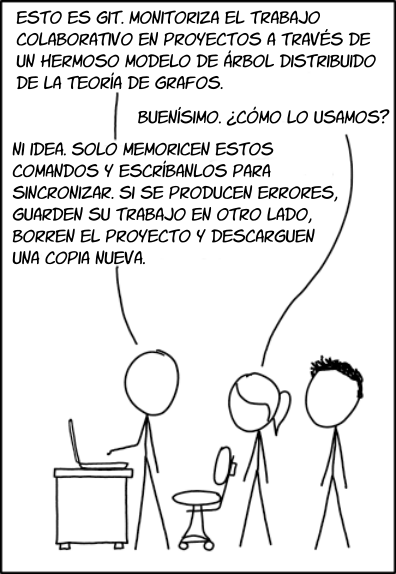 ESTO ES GIT. MONITORIZA EL TRABAJO
COLABORATIVO EN PROYECTOS A TRAVÉS DE
UN HERMOSO MODELO DE ÁRBOL DISTRIBUIDO
DE LA TEORÍA DE GRAFOS.
BUENÍSIMO. ¿CÓMO LO USAMOS?
NI IDEA. SOLO MEMORICEN ESTOS
COMANDOS Y ESCRÍBANLOS PARA
SINCRONIZAR. SI SE PRODUCEN ERRORES,
GUARDEN SU TRABAJO EN OTRO LADO,
BORREN EL PROYECTO Y DESCARGUEN
UNA COPIA NUEVA.